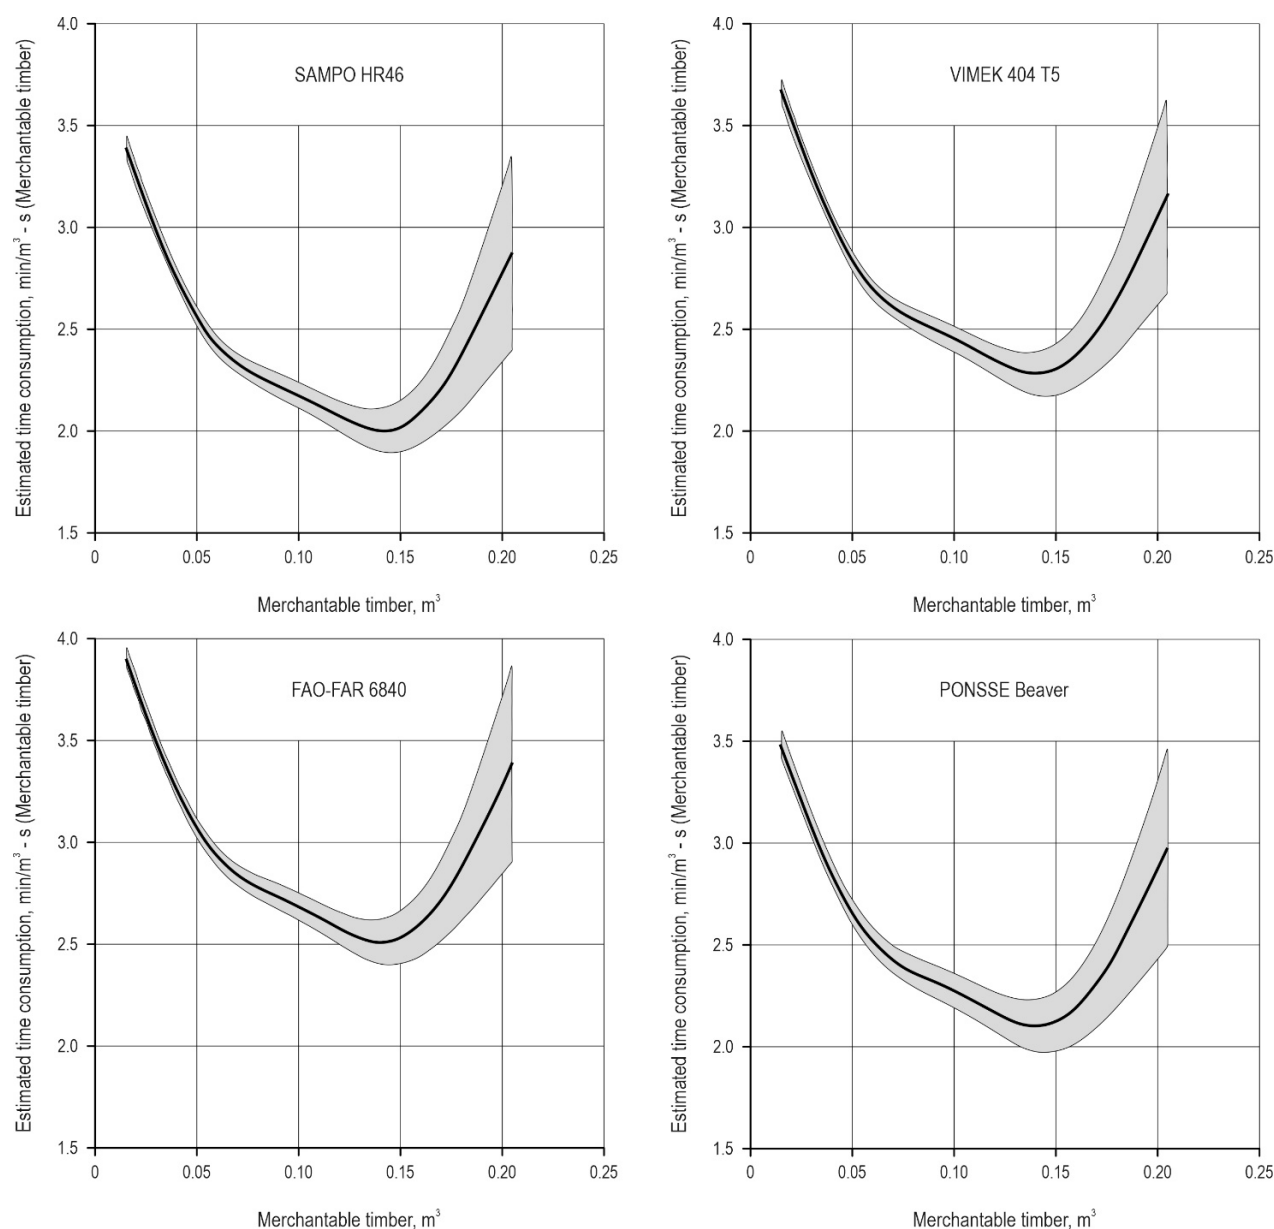 SAMPO HR46
Estimated time consumption, min/m³ - s (Merchantable timber)
4.0
3.5
3.0
2.5
2.0
1.5
0 0.05 0.10 0.15 0.20 0.25
Merchantable timber, m³
VIMEK 404 T5
Estimated time consumption, min/m³ - s (Merchantable timber)
4.0
3.5
3.0
2.5
2.0
1.5
0 0.05 0.10 0.15 0.20 0.25
Merchantable timber, m³
FAO-FAR 6840
Estimated time consumption, min/m³ - s (Merchantable timber)
4.0
3.5
3.0
2.5
2.0
1.5
0 0.05 0.10 0.15 0.20 0.25
Merchantable timber, m³
PONSSE Beaver
Estimated time consumption, min/m³ - s (Merchantable timber)
4.0
3.5
3.0
2.5
2.0
1.5
0 0.05 0.10 0.15 0.20 0.25
Merchantable timber, m³